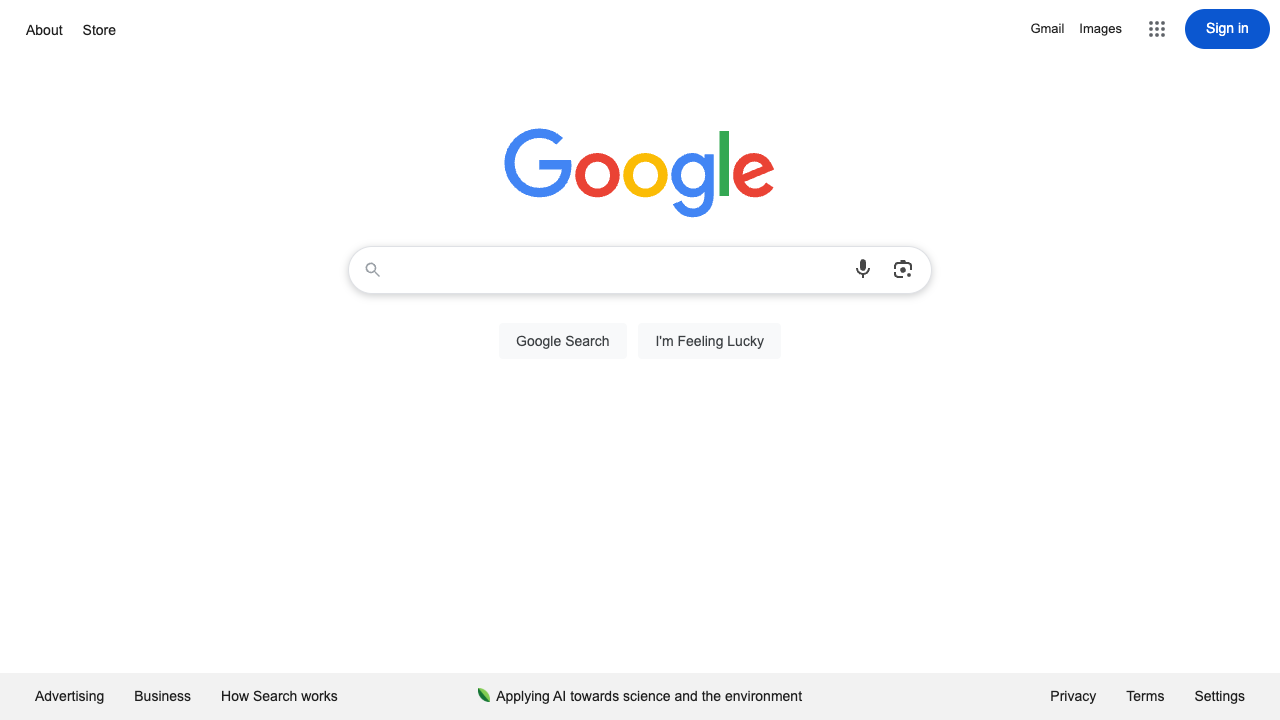 About Store
Gmail Images Sign in
Google
Google Search I'm Feeling Lucky
Advertising Business How Search works
Applying AI towards science and the environment
Privacy Terms Settings